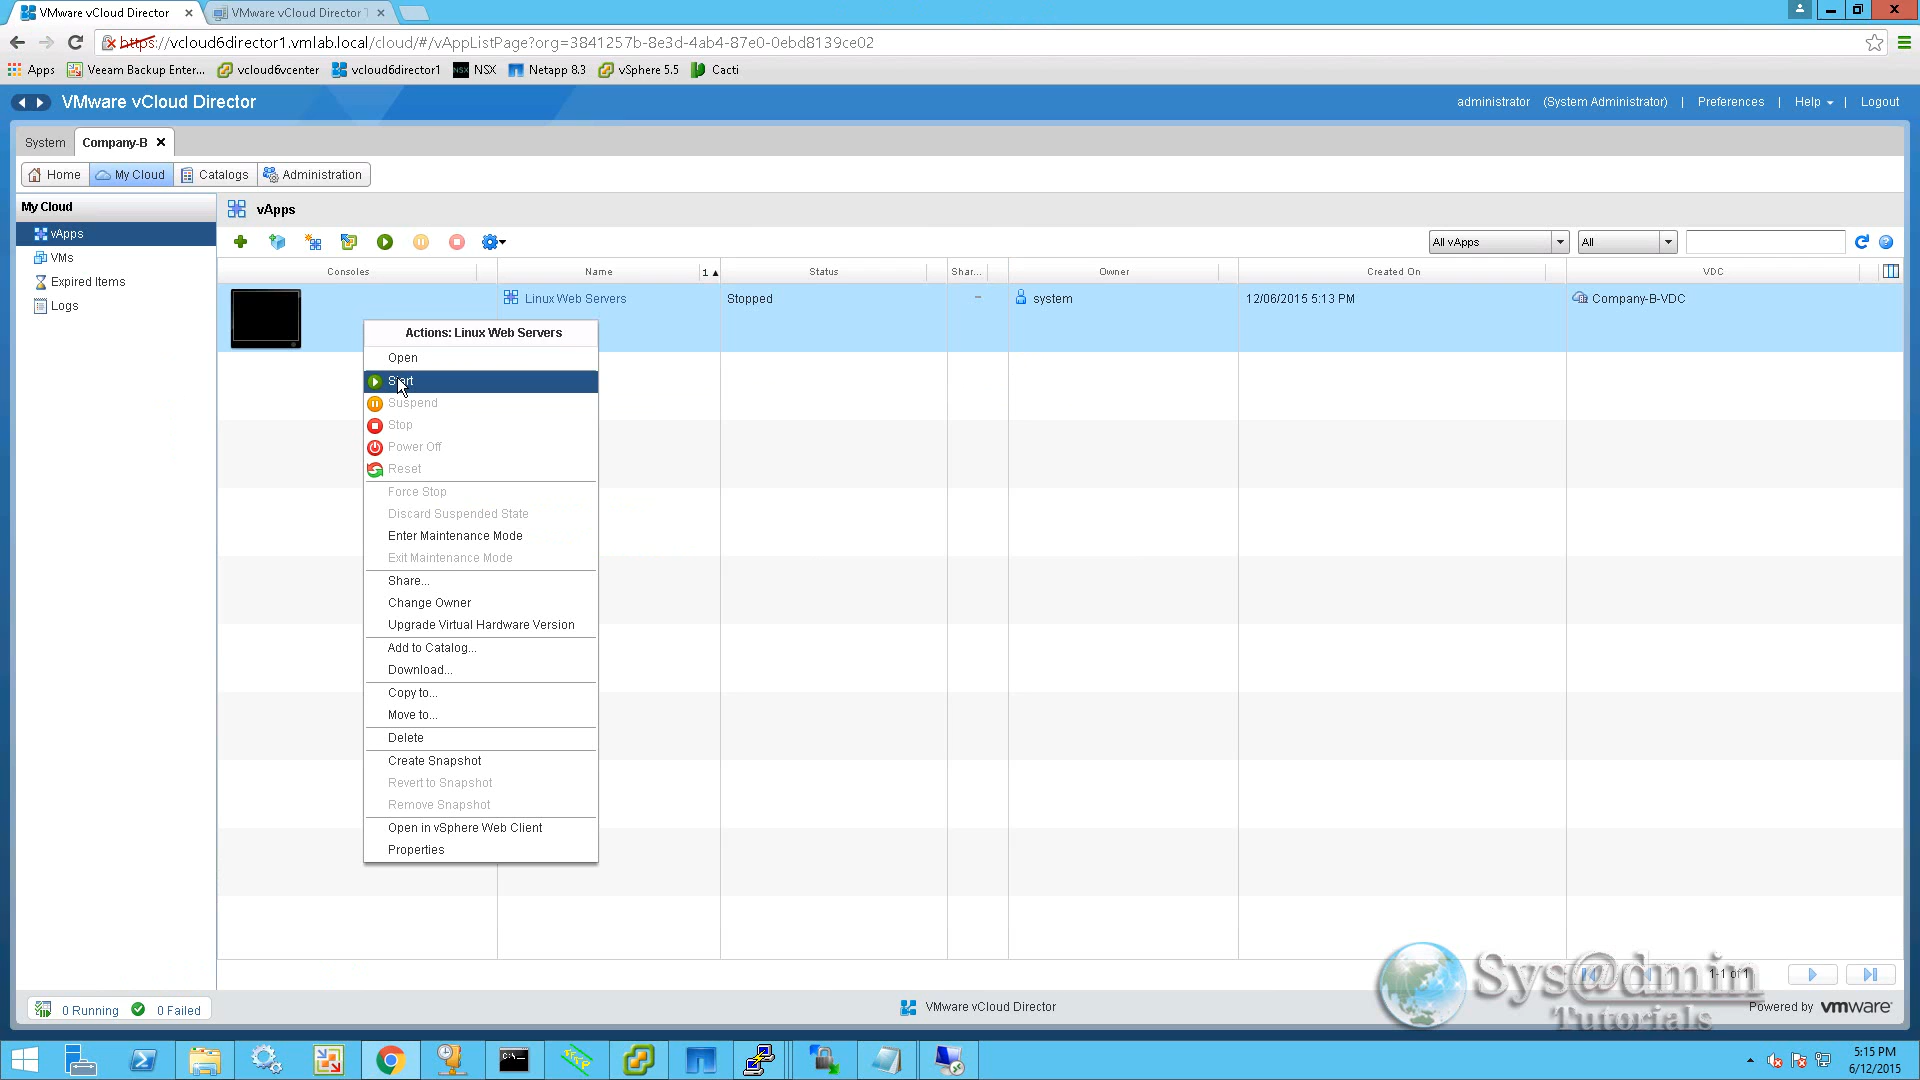 VMware vCloud Director
VMware vCloud Director
https://vcloud6director1.vmlab.local/cloud/#/vAppListPage?org=3841257b-8e3d-4ab4-87e0-0ebd8139ce02
Apps Veeam Backup Enter... vcloud6vcenter vcloud6director1 NSX NSX Netapp 8.3 vSphere 5.5 Cacti
VMware vCloud Director
administrator (System Administrator) | Preferences | Help | Logout
System Company-B
Home My Cloud Catalogs Administration
My Cloud
vApps
VMs
Expired Items
Logs
vApps
All vApps All
Consoles Name 1 Status Shar... Owner Created On VDC
Linux Web Servers Stopped - system 12/06/2015 5:13 PM Company-B-VDC
Actions: Linux Web Servers
Open
Start
Suspend
Stop
Power Off
Reset
Force Stop
Discard Suspended State
Enter Maintenance Mode
Exit Maintenance Mode
Share...
Change Owner
Upgrade Virtual Hardware Version
Add to Catalog...
Download...
Copy to...
Move to...
Delete
Create Snapshot
Revert to Snapshot
Remove Snapshot
Open in vSphere Web Client
Properties
1-1 of 1
Sys@dmin
Tutorials
0 Running 0 Failed
VMware vCloud Director
Powered by vmware
5:15 PM
6/12/2015